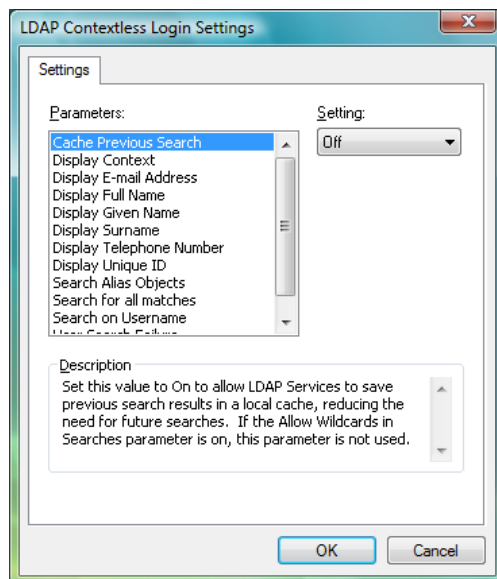 LDAP Contextless Login Settings
Settings
Parameters:
Setting:
Cache Previous Search
Off
Display Context
Display E-mail Address
Display Full Name
Display Given Name
Display Surname
Display Telephone Number
Display Unique ID
Search Alias Objects
Search for all matches
Search on Username
User Search Failure
Description
Set this value to On to allow LDAP Services to save
previous search results in a local cache, reducing the
need for future searches.  If the Allow Wildcards in
Searches parameter is on, this parameter is not used.
OK
Cancel